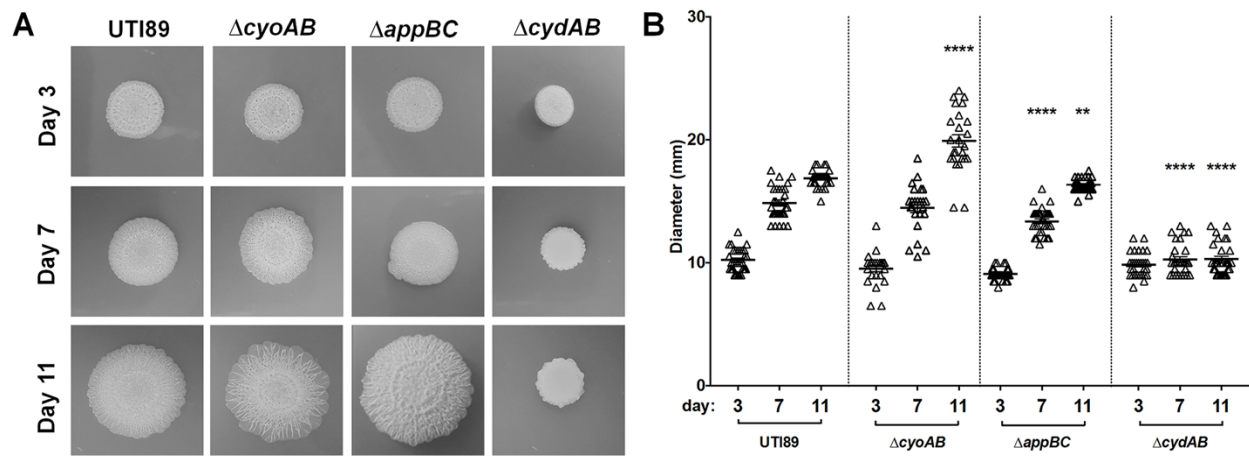 A
UTI89
ΔcyoAB
ΔappBC
ΔcydAB
Day 3
Day 7
Day 11
B
Diameter (mm)
30
20
10
0
****
****
**
****
****
day: 3 7 11 3 7 11 3 7 11 3 7 11
UTI89 ΔcyoAB ΔappBC ΔcydAB